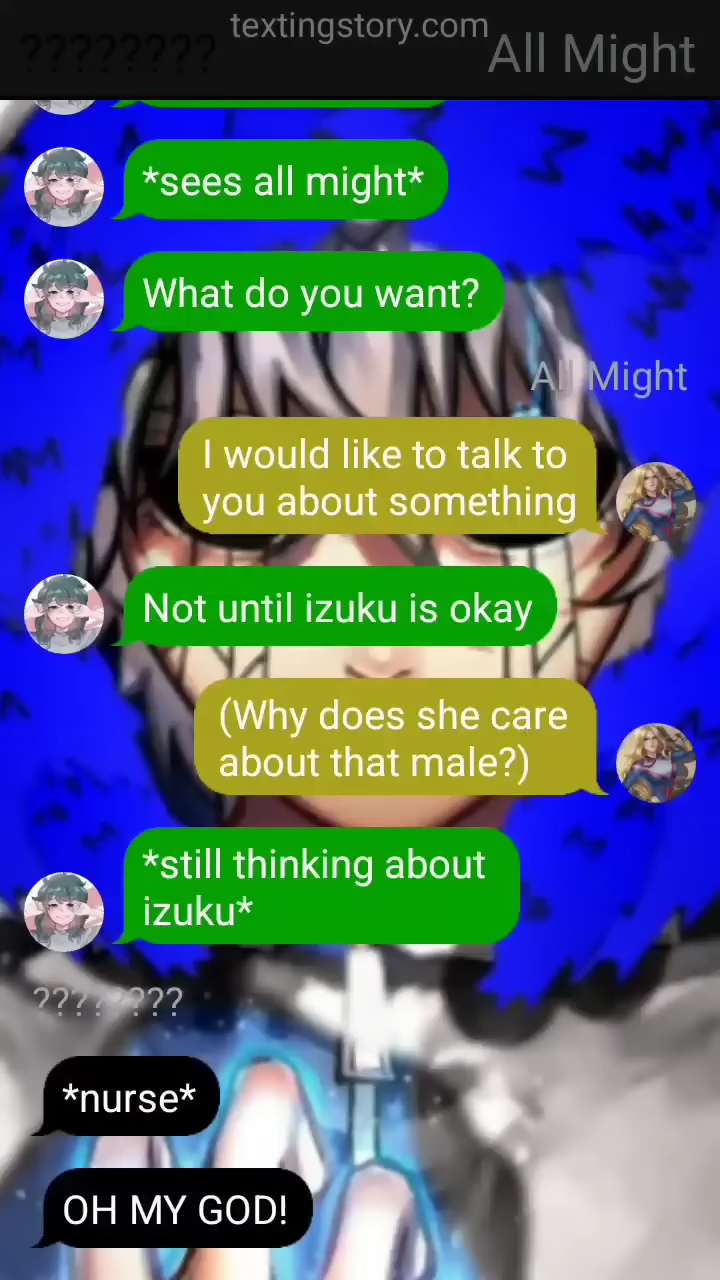 textingstory.com
????????
All Might
*sees all might*
What do you want?
All Might
I would like to talk to
you about something
Not until izuku is okay
(Why does she care
about that male?)
*still thinking about
izuku*
????????
*nurse*
OH MY GOD!